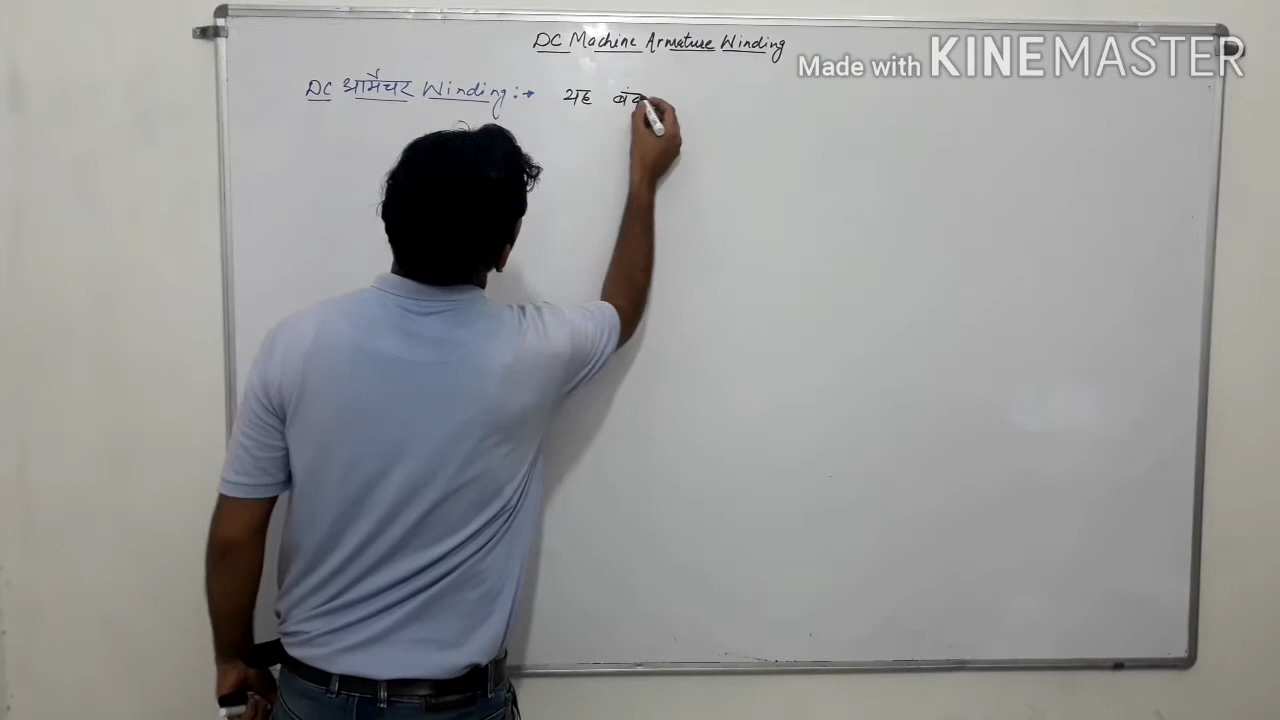 DC Machine Armature Winding
Made with KINEMASTER
DC आर्मेचर Winding :→ यह बंद